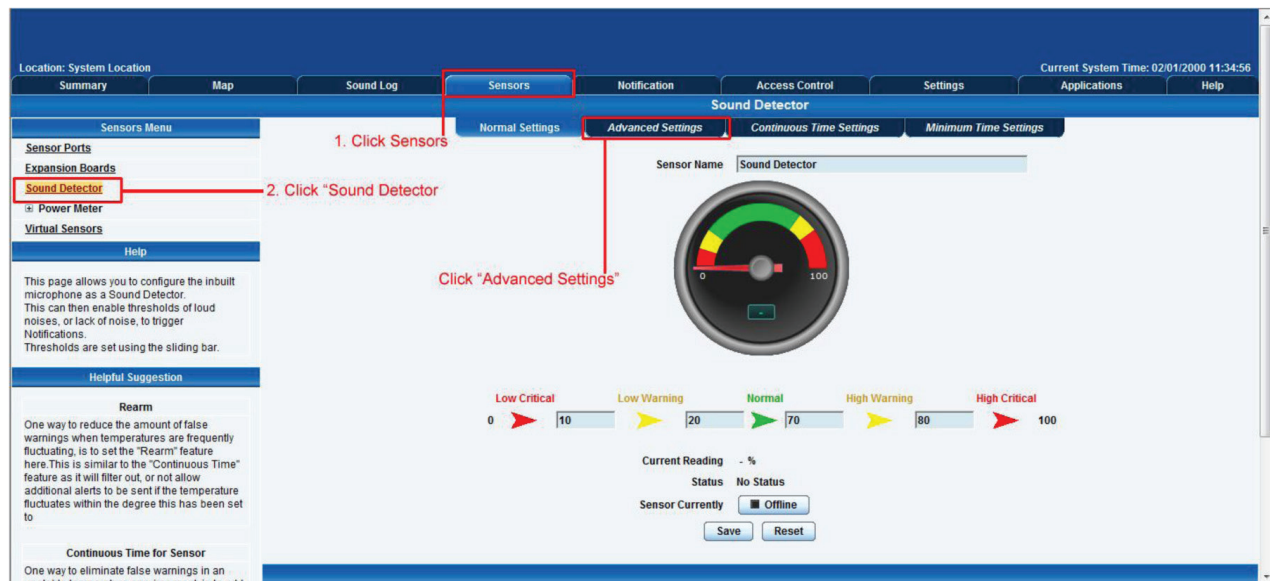 Location: System Location
Current System Time: 02/01/2000 11:34:56
Summary Map Sound Log Sensors Notification Access Control Settings Applications Help
Sound Detector
Sensors Menu
Sensor Ports
Expansion Boards
Sound Detector
Power Meter
Virtual Sensors
Help
This page allows you to configure the inbuilt
microphone as a Sound Detector.
This can then enable thresholds of loud
noises, or lack of noise, to trigger
Notifications.
Thresholds are set using the sliding bar.
Helpful Suggestion
Rearm
One way to reduce the amount of false
warnings when temperatures are frequently
fluctuating, is to set the "Rearm" feature
here.This is similar to the "Continuous Time"
feature as it will filter out, or not allow
additional alerts to be sent if the temperature
fluctuates within the degree this has been set
to
Continuous Time for Sensor
One way to eliminate false warnings in an
1. Click Sensors
2. Click "Sound Detector
Click "Advanced Settings"
Normal Settings Advanced Settings Continuous Time Settings Minimum Time Settings
Sensor Name Sound Detector
0 100
-
Low Critical Low Warning Normal High Warning High Critical
0 10 20 70 80 100
Current Reading - %
Status No Status
Sensor Currently Offline
Save Reset